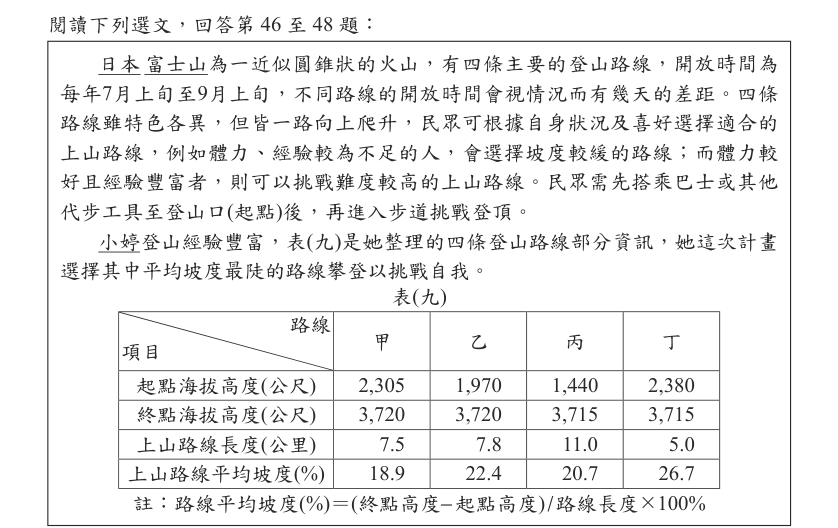 閱讀下列選文，回答第 46 至 48 題：
日本富士山為一近似圓錐狀的火山，有四條主要的登山路線，開放時間為
每年7月上旬至9月上旬，不同路線的開放時間會視情況而有幾天的差距。四條
路線雖特色各異，但皆一路向上爬升，民眾可根據自身狀況及喜好選擇適合的
上山路線，例如體力、經驗較為不足的人，會選擇坡度較緩的路線；而體力較
好且經驗豐富者，則可以挑戰難度較高的上山路線。民眾需先搭乘巴士或其他
代步工具至登山口(起點)後，再進入步道挑戰登頂。
小婷登山經驗豐富，表(九)是她整理的四條登山路線部分資訊，她這次計畫
選擇其中平均坡度最陡的路線攀登以挑戰自我。
表(九)
路線
項目 甲 乙 丙 丁
起點海拔高度(公尺) 2,305 1,970 1,440 2,380
終點海拔高度(公尺) 3,720 3,720 3,715 3,715
上山路線長度(公里) 7.5 7.8 11.0 5.0
上山路線平均坡度(%) 18.9 22.4 20.7 26.7
註：路線平均坡度(%)＝(終點高度−起點高度)/路線長度×100%